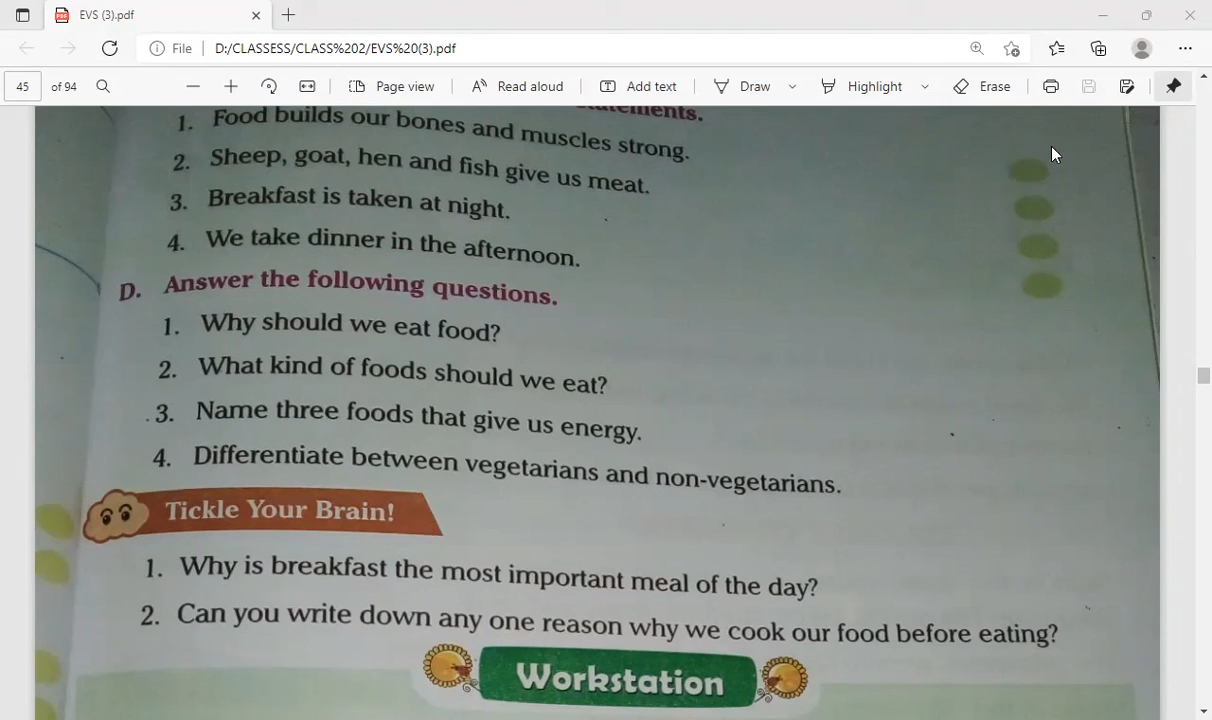 EVS (3).pdf
File D:/CLASSESS/CLASS%202/EVS%20(3).pdf
45 of 94 Page view Read aloud Add text Draw Highlight Erase
1. Food builds our bones and muscles strong.
2. Sheep, goat, hen and fish give us meat.
3. Breakfast is taken at night.
4. We take dinner in the afternoon.
D. Answer the following questions.
1. Why should we eat food?
2. What kind of foods should we eat?
3. Name three foods that give us energy.
4. Differentiate between vegetarians and non-vegetarians.
Tickle Your Brain!
1. Why is breakfast the most important meal of the day?
2. Can you write down any one reason why we cook our food before eating?
Workstation